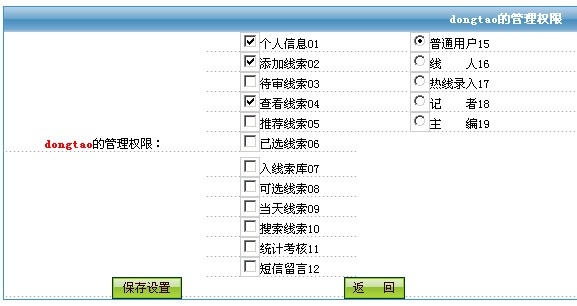 dongtao的管理权限
个人信息01 普通用户15
添加线索02 线　人16
待审线索03 热线录入17
查看线索04 记　者18
推荐线索05 主　编19
dongtao的管理权限： 已选线索06
入线索库07
可选线索08
当天线索09
搜索线索10
统计考核11
短信留言12
保存设置 返　回